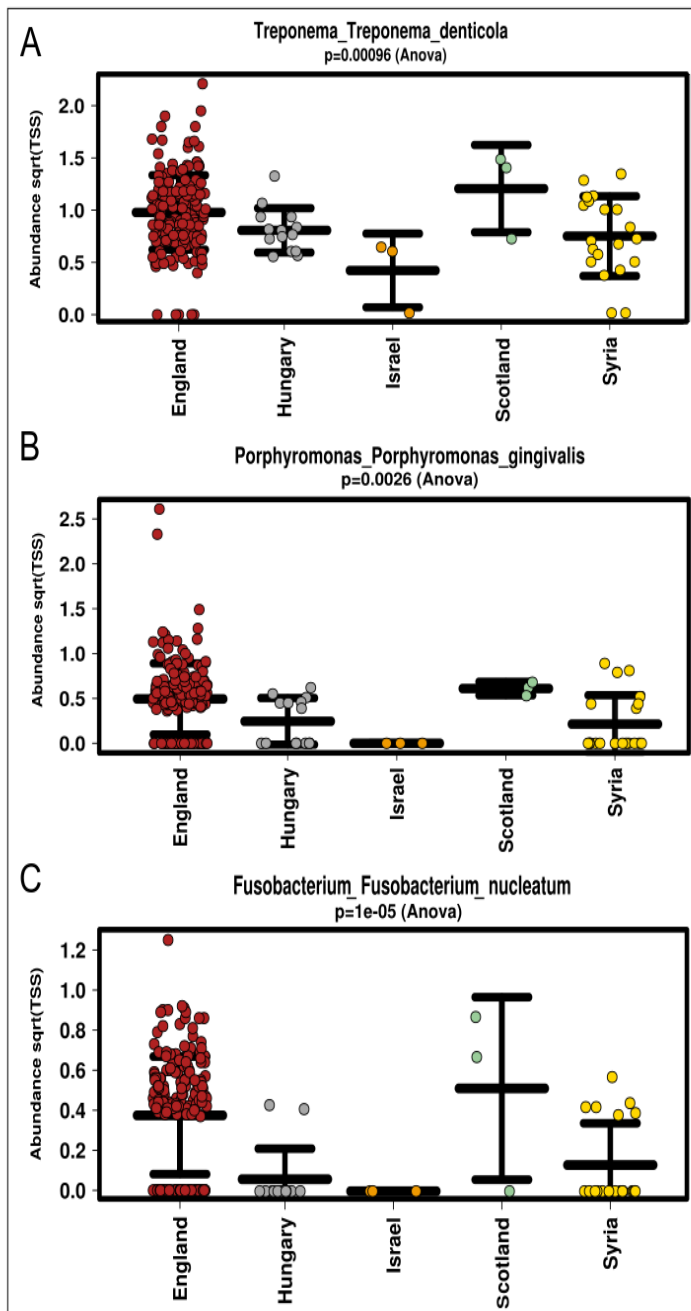 A
Treponema_Treponema_denticola
p=0.00096 (Anova)
Abundance sqrt(TSS)
2.0
1.5
1.0
0.5
0.0
England
Hungary
Israel
Scotland
Syria
B
Porphyromonas_Porphyromonas_gingivalis
p=0.0026 (Anova)
Abundance sqrt(TSS)
2.5
2.0
1.5
1.0
0.5
0.0
England
Hungary
Israel
Scotland
Syria
C
Fusobacterium_Fusobacterium_nucleatum
p=1e-05 (Anova)
Abundance sqrt(TSS)
1.2
1.0
0.8
0.6
0.4
0.2
0.0
England
Hungary
Israel
Scotland
Syria